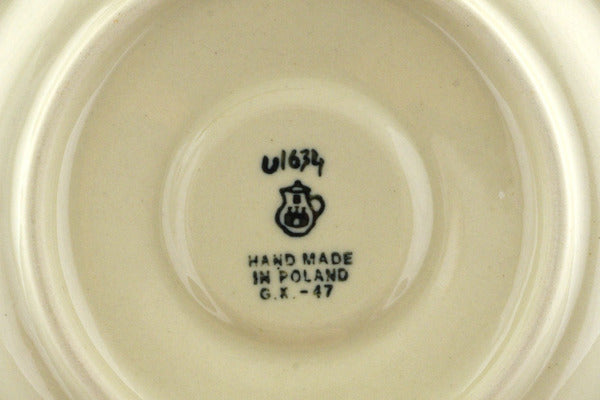 U1634
HAND MADE
IN POLAND
G.X.-47